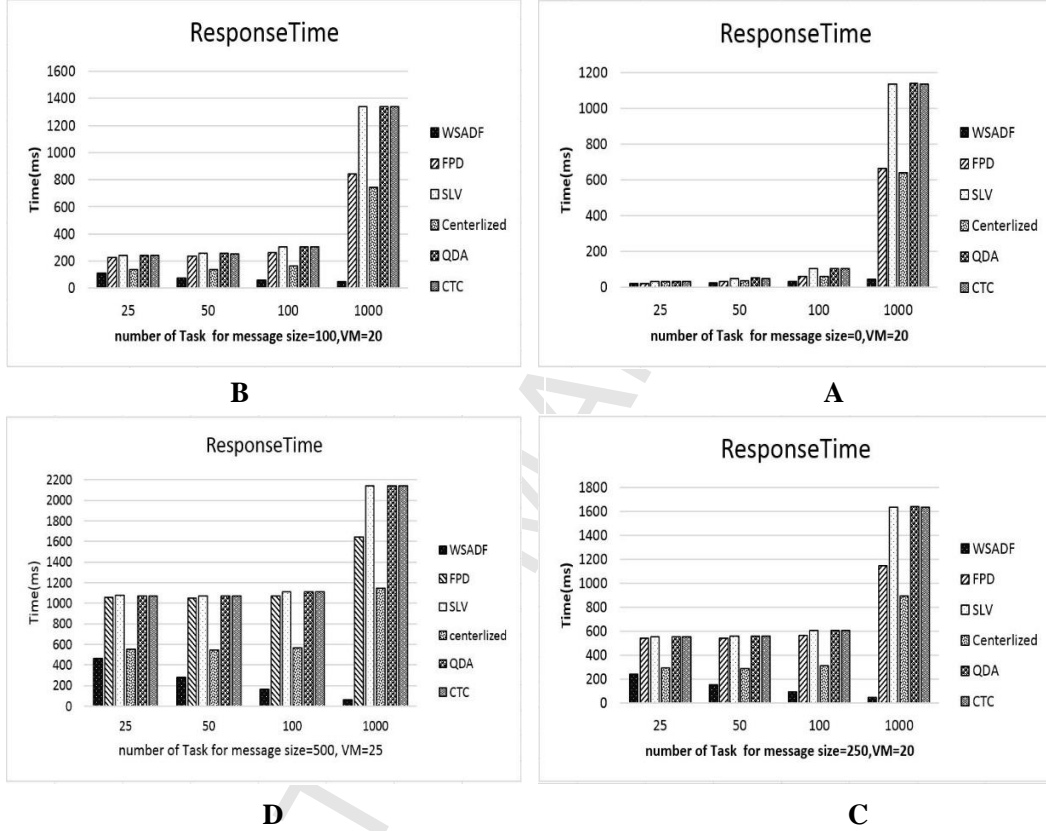 ResponseTime
1600
1400
1200
1000
800
600
400
200
0
Time(ms)
25 50 100 1000
number of Task for message size=100,VM=20
WSADF
FPD
SLV
Centerlized
QDA
CTC
B
ResponseTime
1200
1000
800
600
400
200
0
Time(ms)
25 50 100 1000
number of Task for message size=0,VM=20
WSADF
FPD
SLV
Centerlized
QDA
CTC
A
ResponseTime
2200
2000
1800
1600
1400
1200
1000
800
600
400
200
0
Time(ms)
25 50 100 1000
number of Task for message size=500, VM=25
WSADF
FPD
SLV
centerlized
QDA
CTC
D
ResponseTime
1800
1600
1400
1200
1000
800
600
400
200
0
Time(ms)
25 50 100 1000
number of Task for message size=250,VM=20
WSADF
FPD
SLV
Centerlized
QDA
CTC
C